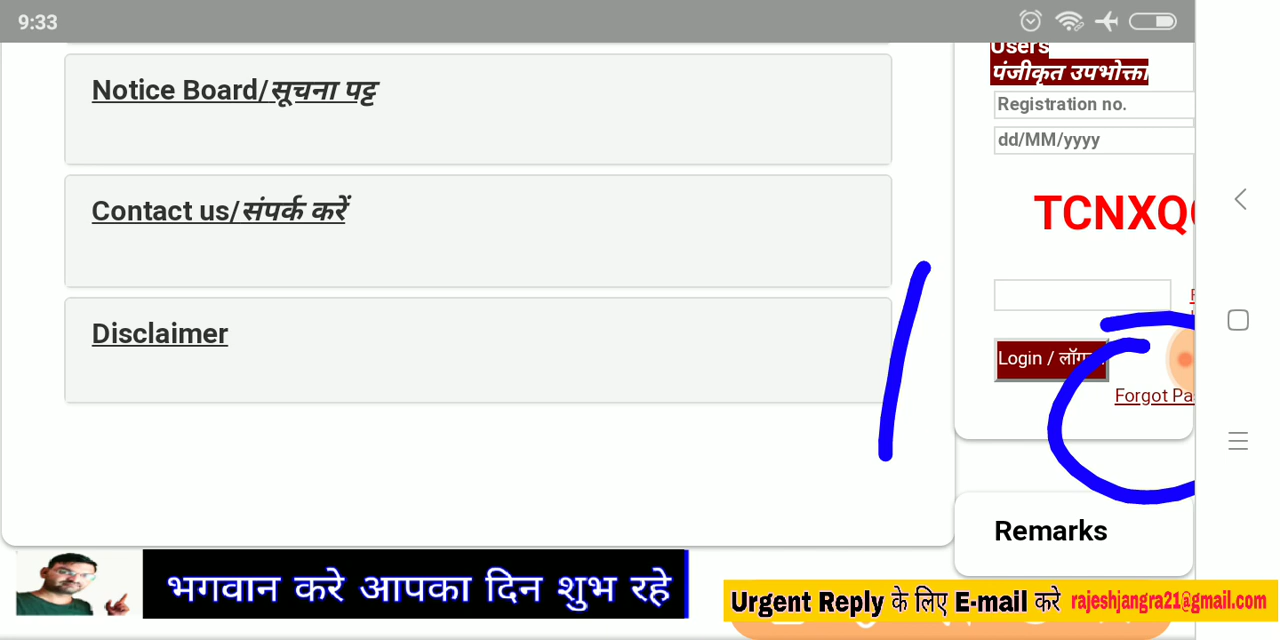 9:33
Users
पंजीकृत उपभोक्ता
Notice Board/सूचना पट्ट
Registration no.
dd/MM/yyyy
Contact us/संपर्क करें
TCNXQ
Disclaimer
Login /
Forgot
Remarks
भगवान करे आपका दिन शुभ रहे
Urgent Reply के लिए E-mail करे rajeshjangra21@gmail.com